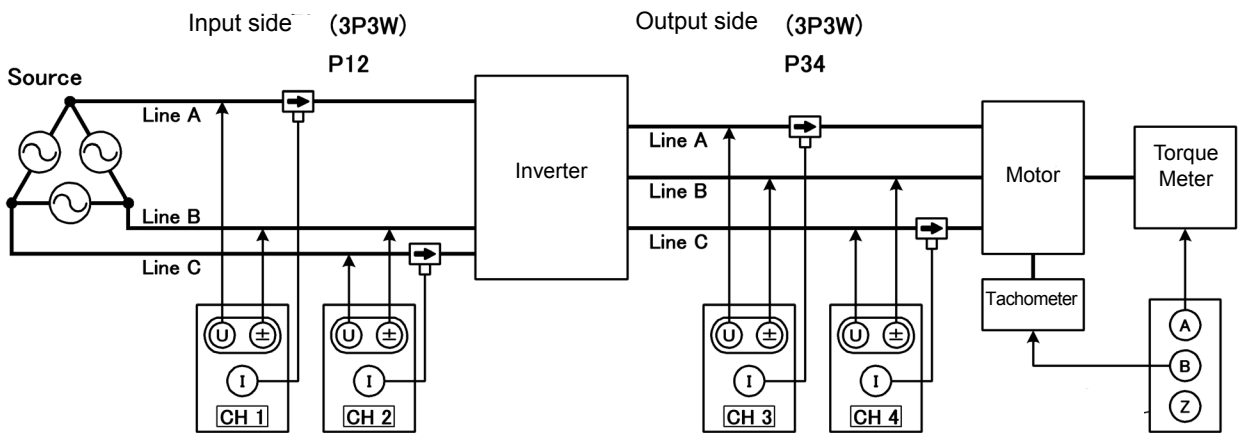 Input side (3P3W)
P12
Output side (3P3W)
P34
Source
Line A
Line B
Line C
Inverter
Line A
Line B
Line C
Motor
Torque
Meter
Tachometer
U ±
I
CH 1
U ±
I
CH 2
U ±
I
CH 3
U ±
I
CH 4
A
B
Z